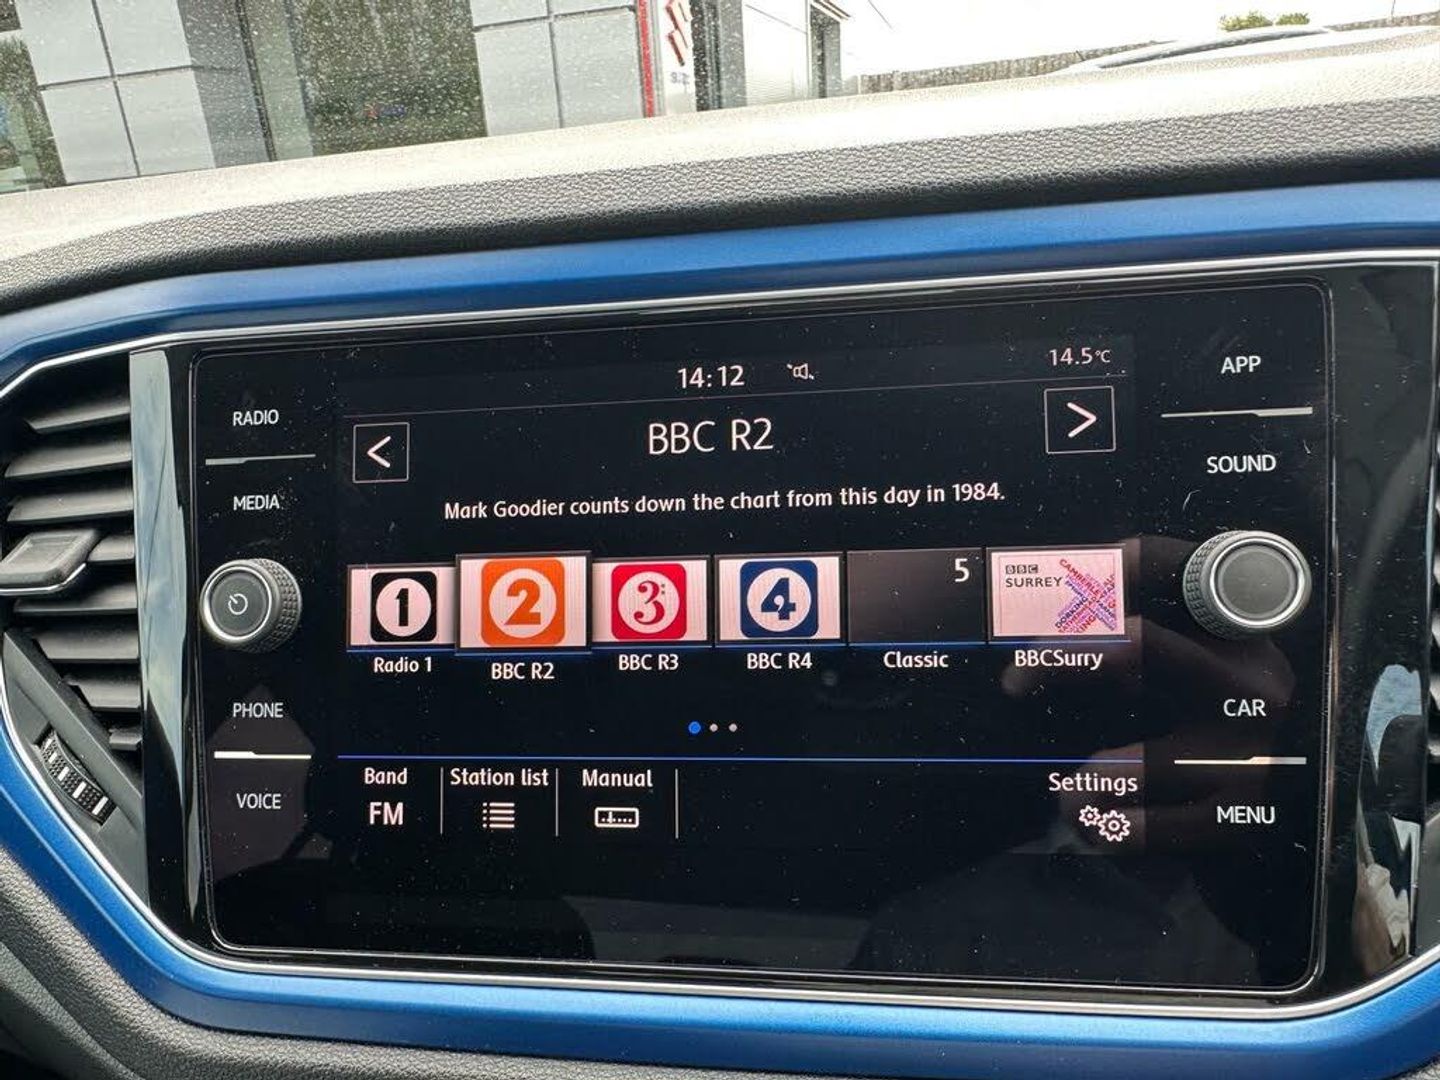 14:12
14.5°C
APP
RADIO
BBC R2
SOUND
MEDIA
Mark Goodier counts down the chart from this day in 1984.
1
2
3
4
5
BBC
SURREY
CAMBERLEY
DORKING
Radio 1
BBC R2
BBC R3
BBC R4
Classic
BBCSurry
PHONE
CAR
Band
Station list
Manual
Settings
VOICE
FM
MENU